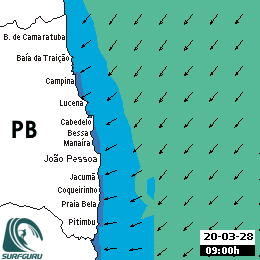 B. de Camaratuba
Baía da Traição
Campina
Lucena
Cabedelo
PB
Bessa
Manaíra
João Pessoa
Jacumã
Coqueirinho
Praia Bela
Pitimbu
SURFGURU
20-03-28
09:00h